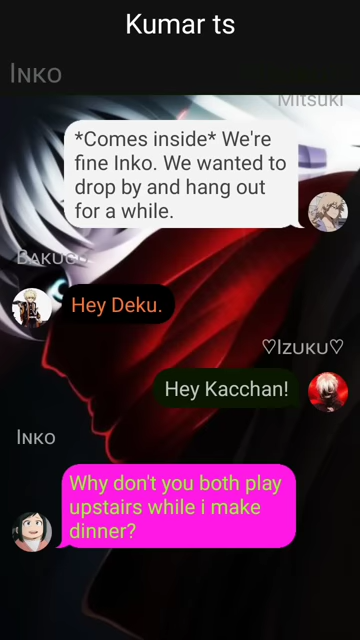 Kumar ts
Inko
Mitsuki
*Comes inside* We're
fine Inko. We wanted to
drop by and hang out
for a while.
Bakugo
Hey Deku.
♡Izuku♡
Hey Kacchan!
Inko
Why don't you both play
upstairs while i make
dinner?